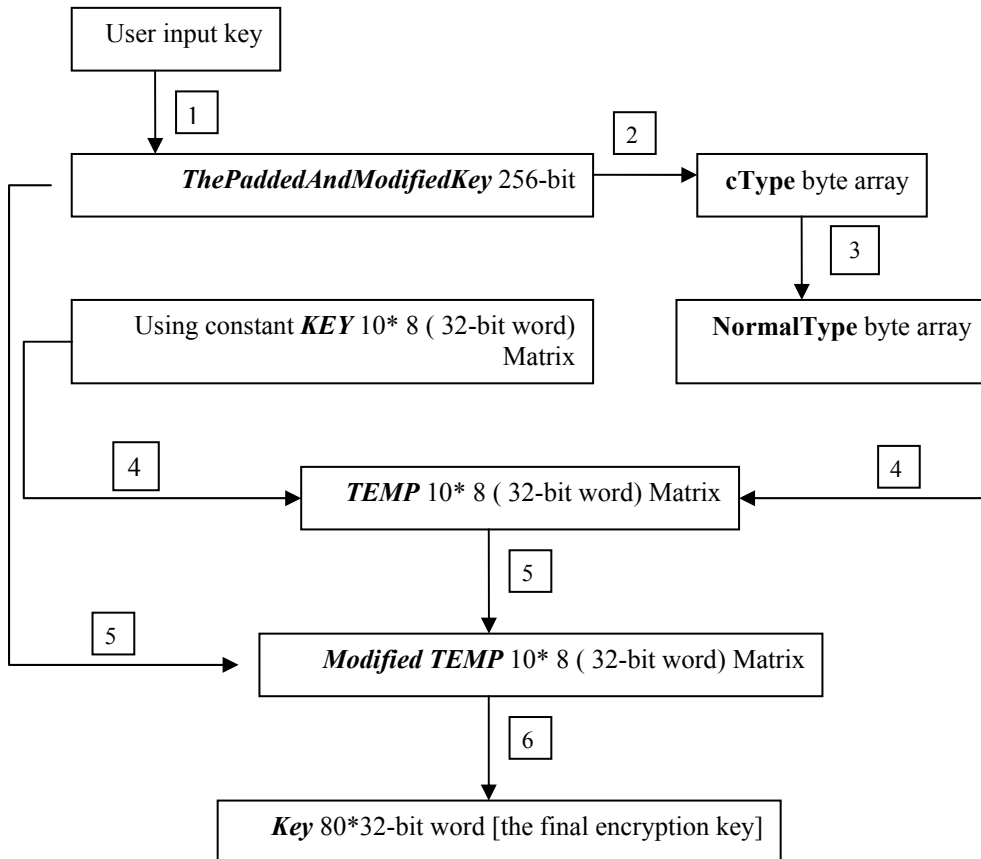 User input key
1
2
ThePaddedAndModifiedKey 256-bit
cType byte array
3
Using constant KEY 10* 8 ( 32-bit word)
Matrix
NormalType byte array
4
4
TEMP 10* 8 ( 32-bit word) Matrix
5
5
Modified TEMP 10* 8 ( 32-bit word) Matrix
6
Key 80*32-bit word [the final encryption key]